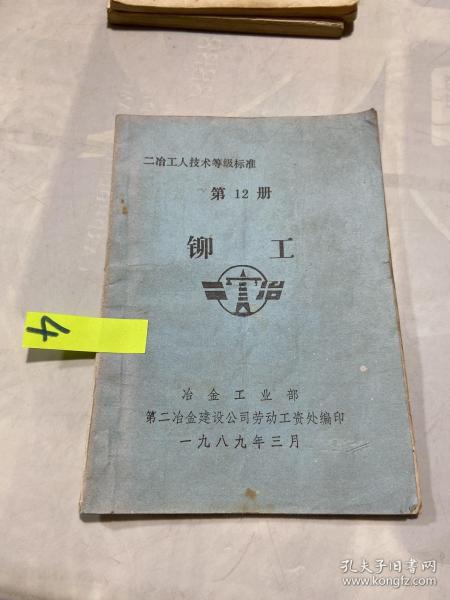 二冶工人技术等级标准
第12册
铆 工
二 冶
冶金工业部
第二冶金建设公司劳动工资处编印
一九八九年三月
4
孔夫子旧书网
www.kongfz.com